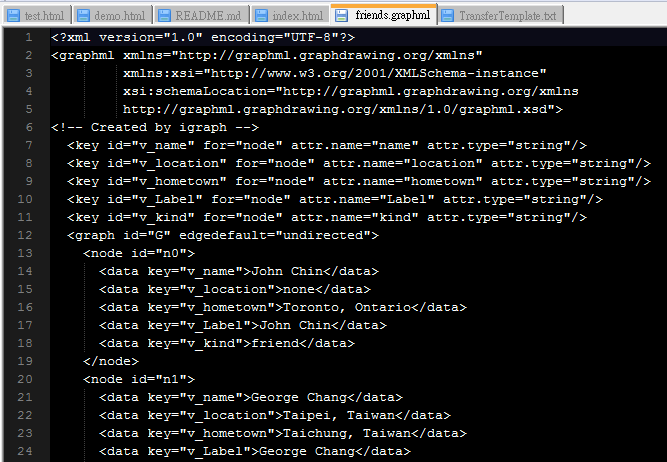 test.html demo.html README.md index.html friends.graphml TransferTemplate.txt
1 <?xml version="1.0" encoding="UTF-8"?>
2 <graphml xmlns="http://graphml.graphdrawing.org/xmlns"
3 xmlns:xsi="http://www.w3.org/2001/XMLSchema-instance"
4 xsi:schemaLocation="http://graphml.graphdrawing.org/xmlns
5 http://graphml.graphdrawing.org/xmlns/1.0/graphml.xsd">
6 <!-- Created by igraph -->
7 <key id="v_name" for="node" attr.name="name" attr.type="string"/>
8 <key id="v_location" for="node" attr.name="location" attr.type="string"/>
9 <key id="v_hometown" for="node" attr.name="hometown" attr.type="string"/>
10 <key id="v_Label" for="node" attr.name="Label" attr.type="string"/>
11 <key id="v_kind" for="node" attr.name="kind" attr.type="string"/>
12 <graph id="G" edgedefault="undirected">
13 <node id="n0">
14 <data key="v_name">John Chin</data>
15 <data key="v_location">none</data>
16 <data key="v_hometown">Toronto, Ontario</data>
17 <data key="v_Label">John Chin</data>
18 <data key="v_kind">friend</data>
19 </node>
20 <node id="n1">
21 <data key="v_name">George Chang</data>
22 <data key="v_location">Taipei, Taiwan</data>
23 <data key="v_hometown">Taichung, Taiwan</data>
24 <data key="v_Label">George Chang</data>